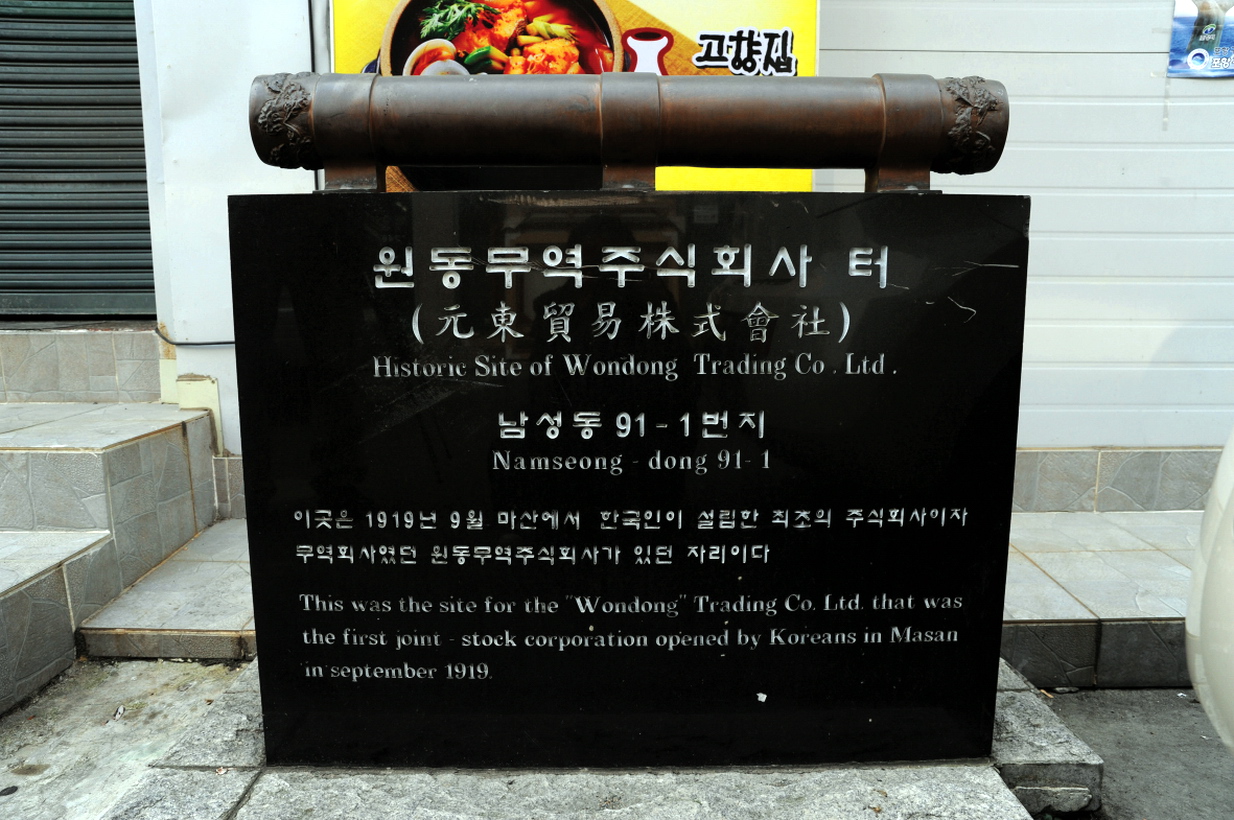 고향집
원동무역주식회사 터
(元東貿易株式會社)
Historic Site of Wondong Trading Co. Ltd.
남성동 91-1번지
Namseong-dong 91-1
이곳은 1919년 9월 마산에서 한국인이 설립한 최초의 주식회사이자
무역회사였던 원동무역주식회사가 있던 자리이다
This was the site for the "Wondong" Trading Co. Ltd. that was
the first joint-stock corporation opened by Koreans in Masan
in september 1919.